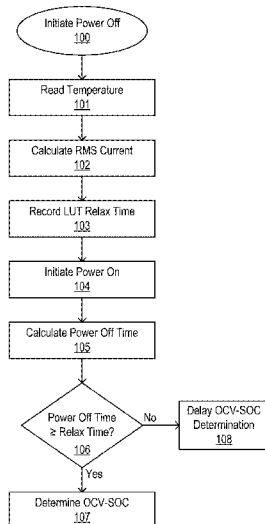 Initiate Power Off
100
Read Temperature
101
Calculate RMS Current
102
Record LUT Relax Time
103
Initiate Power On
104
Calculate Power Off Time
105
Power Off Time
≥ Relax Time?
106
No
Delay OCV-SOC
Determination
108
Yes
Determine OCV-SOC
107